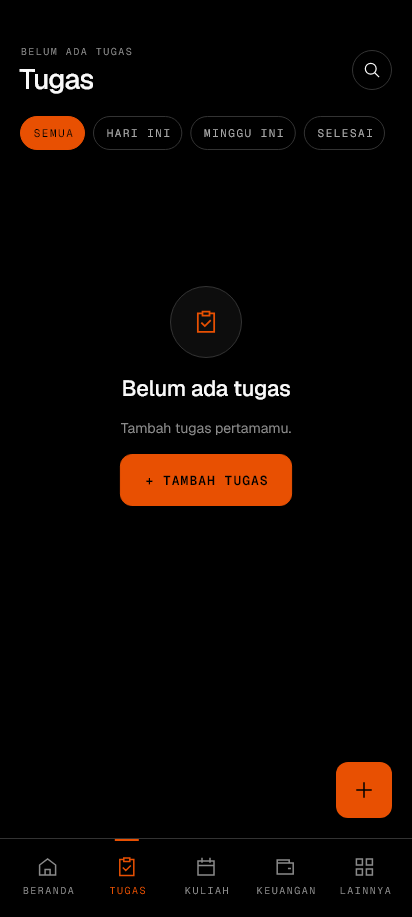 BELUM ADA TUGAS
Tugas
SEMUA HARI INI MINGGU INI SELESAI
Belum ada tugas
Tambah tugas pertamamu.
+ TAMBAH TUGAS
BERANDA TUGAS KULIAH KEUANGAN LAINNYA